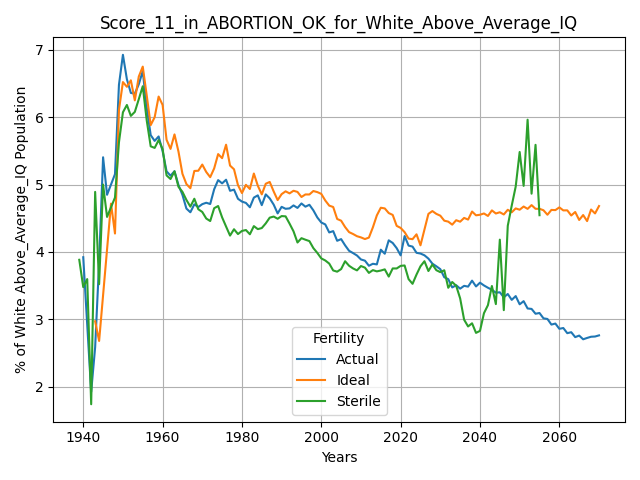 Score_11_in_ABORTION_OK_for_White_Above_Average_IQ
% of White Above_Average_IQ Population
7
6
5
4
3
2
Fertility
Actual
Ideal
Sterile
1940 1960 1980 2000 2020 2040 2060
Years